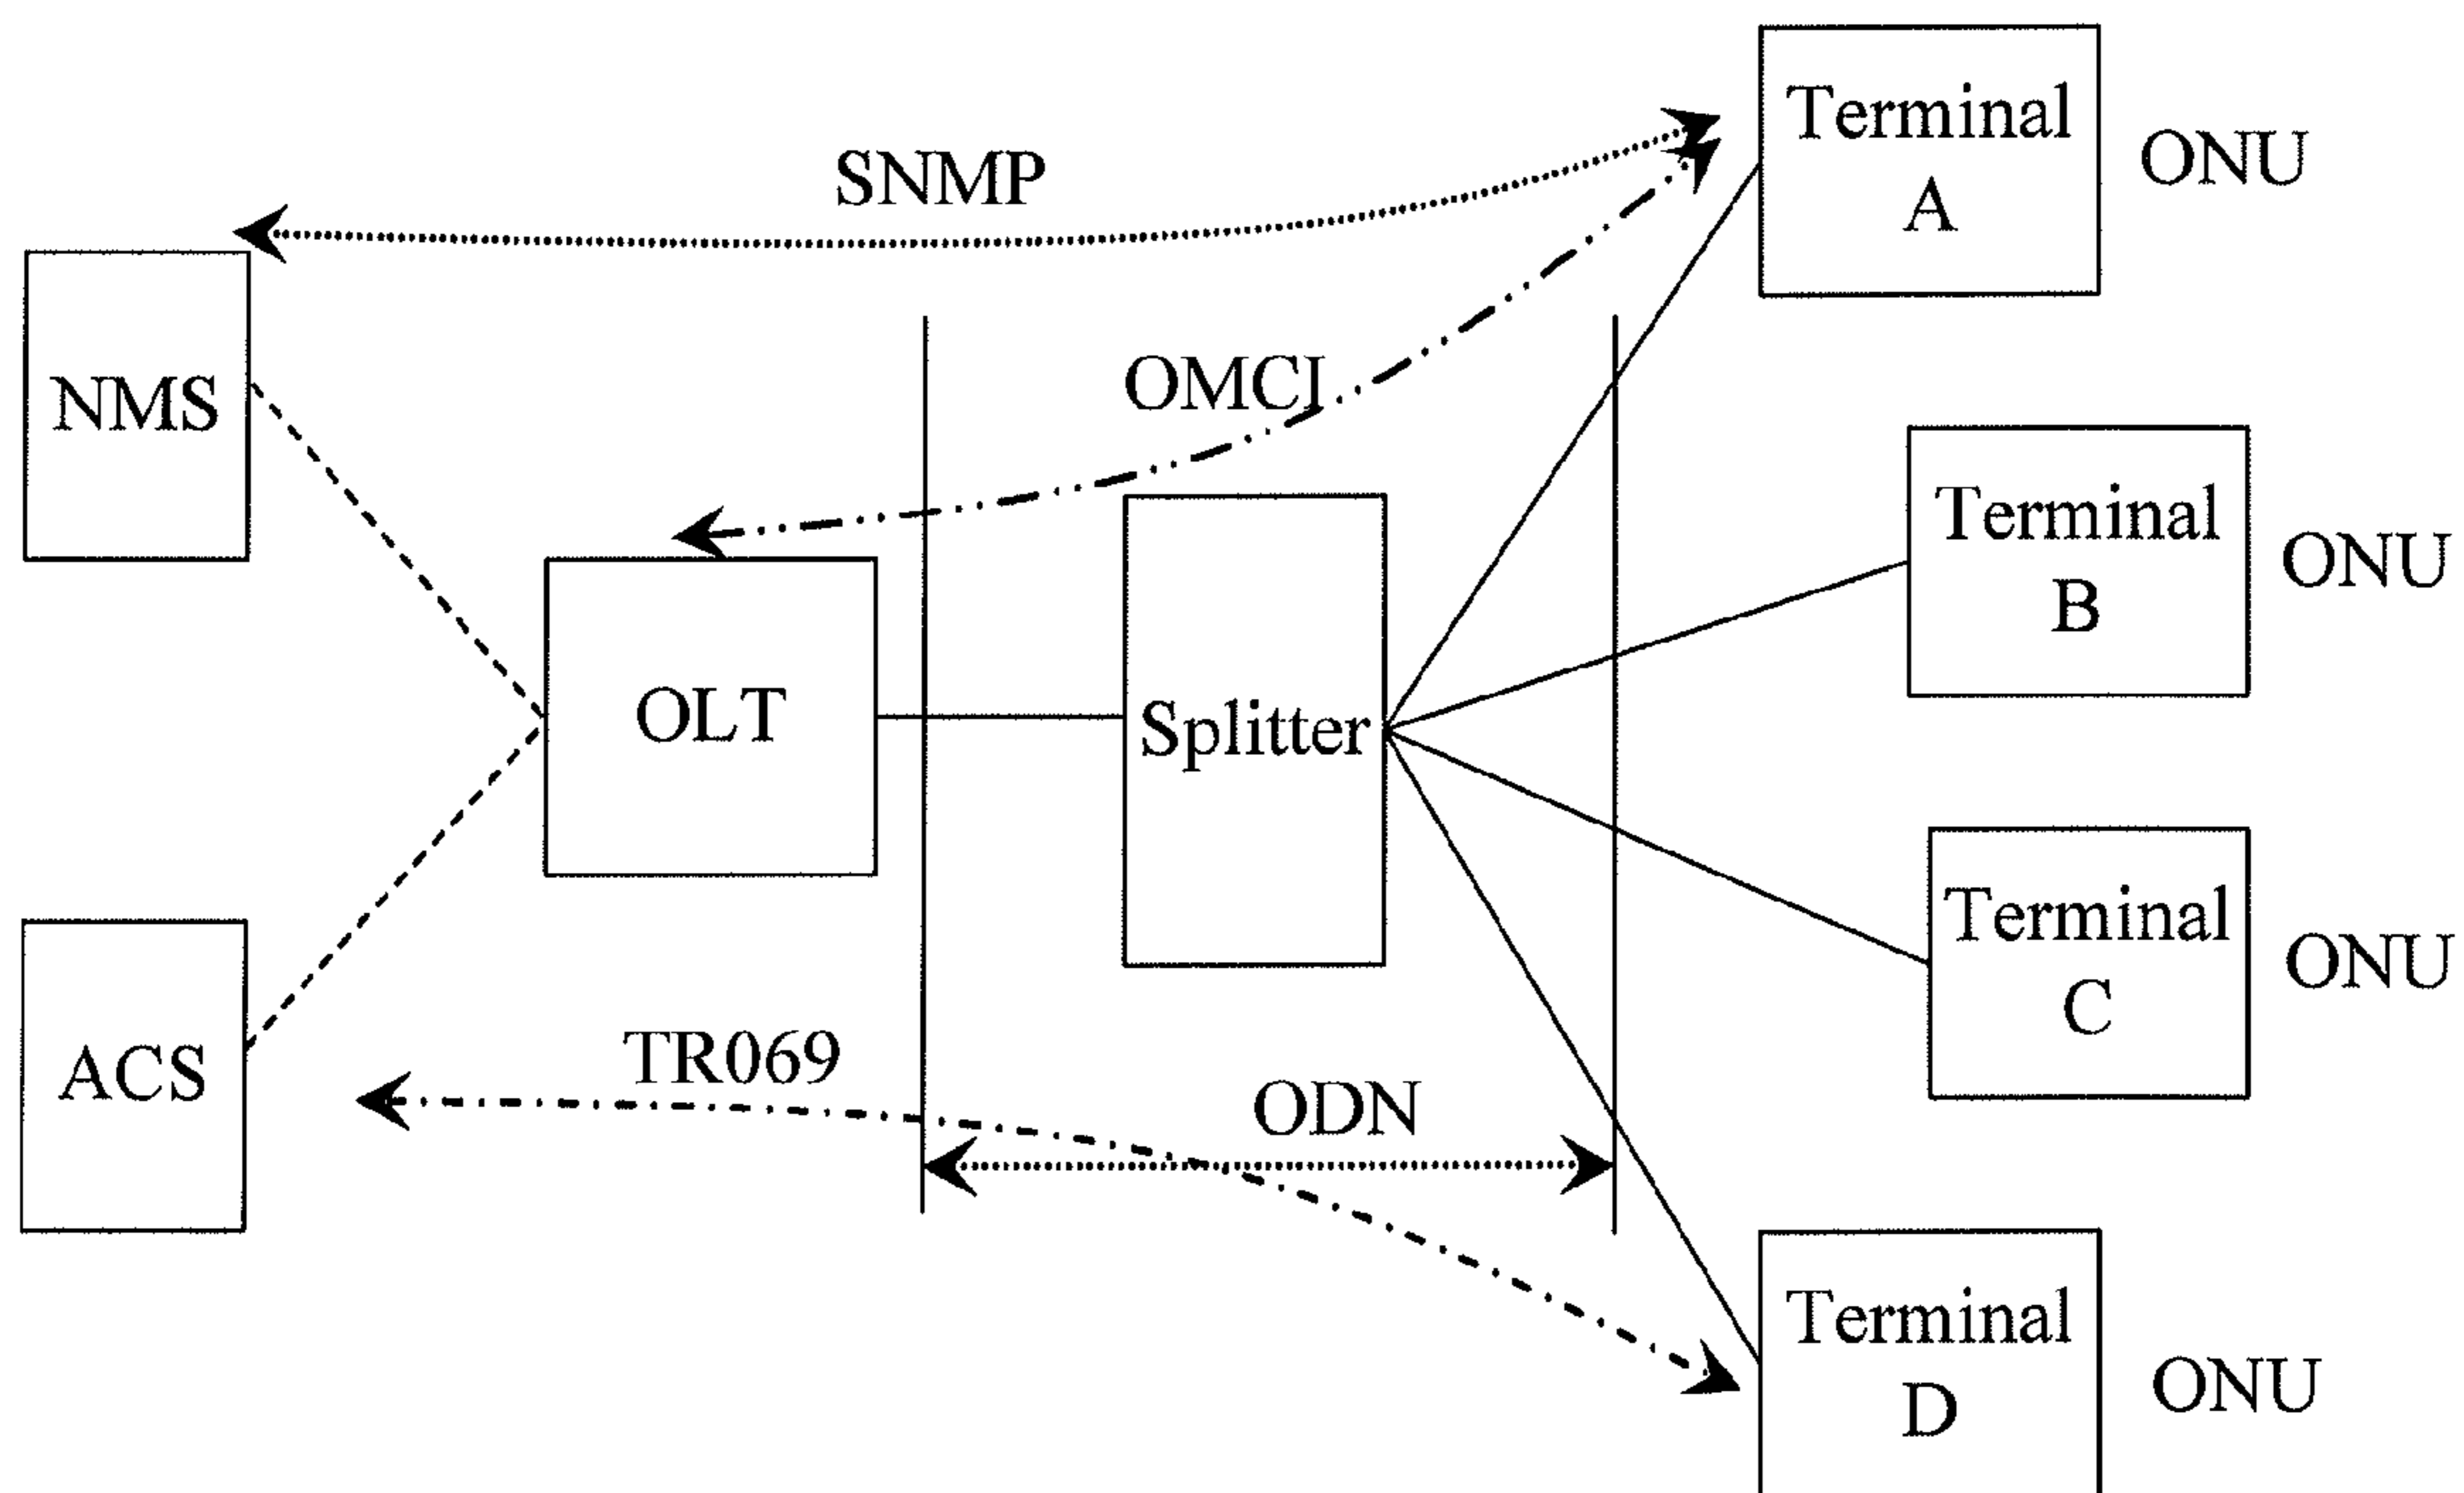 Terminal
A
ONU
SNMP
NMS
OMCI
Terminal
B
ONU
OLT
Splitter
Terminal
C
ONU
ACS
TR069
ODN
Terminal
D
ONU